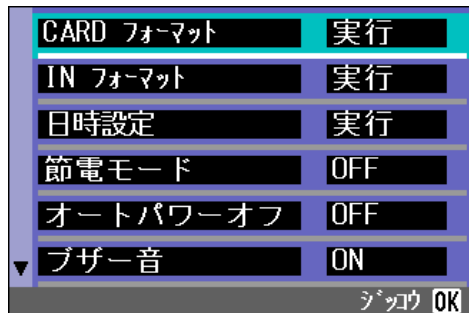 CARD フォーマット 実行
IN フォーマット 実行
日時設定 実行
節電モード OFF
オートパワーオフ OFF
ブザー音 ON
ジッコウ OK